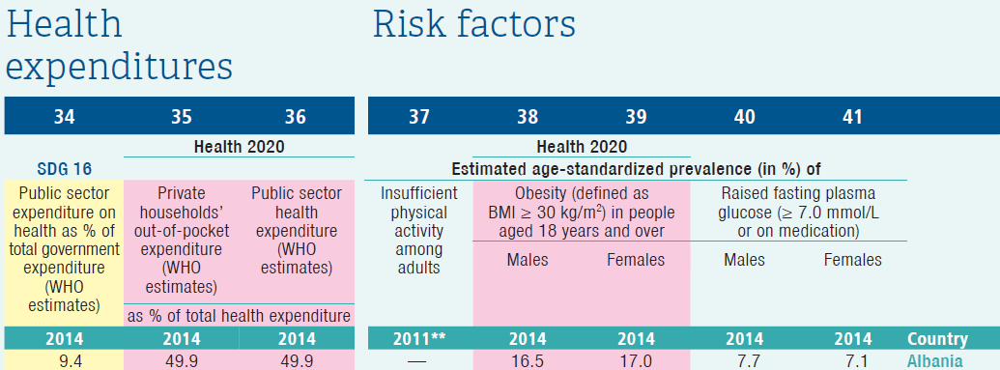 Health
expenditures
Risk factors
34 35 36 37 38 39 40 41
Health 2020 Health 2020
SDG 16 Estimated age-standardized prevalence (in %) of
Public sector
expenditure on
health as % of
total government
expenditure
(WHO
estimates)
Private
households’
out-of-pocket
expenditure
(WHO
estimates)
Public sector
health
expenditure
(WHO
estimates)
as % of total health expenditure
Insufficient
physical
activity
among
adults
Obesity (defined as
BMI ≥ 30 kg/m²) in people
aged 18 years and over
Males Females
Raised fasting plasma
glucose (≥ 7.0 mmol/L
or on medication)
Males Females
2014 2014 2014 2011** 2014 2014 2014 2014 Country
9.4 49.9 49.9 — 16.5 17.0 7.7 7.1 Albania